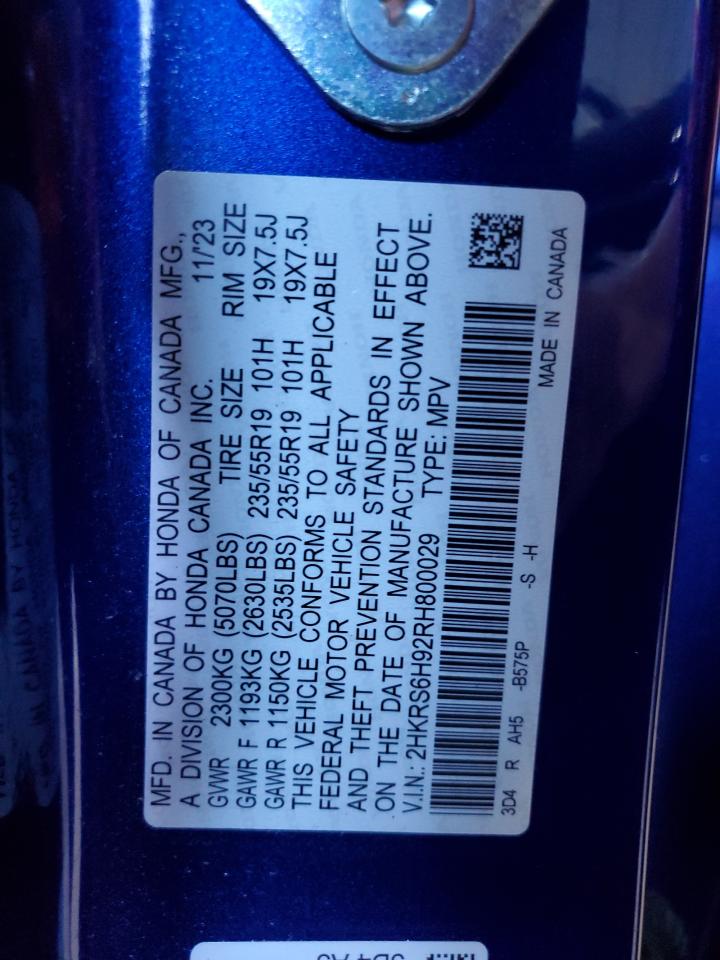 MFD. IN CANADA BY HONDA OF CANADA MFG.,
A DIVISION OF HONDA CANADA INC. 11/23
GVWR 2300KG (5070LBS) TIRE SIZE RIM SIZE
GAWR F 1193KG (2630LBS) 235/55R19 101H 19X7.5J
GAWR R 1150KG (2535LBS) 235/55R19 101H 19X7.5J
THIS VEHICLE CONFORMS TO ALL APPLICABLE
FEDERAL MOTOR VEHICLE SAFETY
AND THEFT PREVENTION STANDARDS IN EFFECT
ON THE DATE OF MANUFACTURE SHOWN ABOVE.
V.I.N.: 2HKRS6H92RH800029 TYPE: MPV
3D4 R AH5 -B575P -S -H
MADE IN CANADA